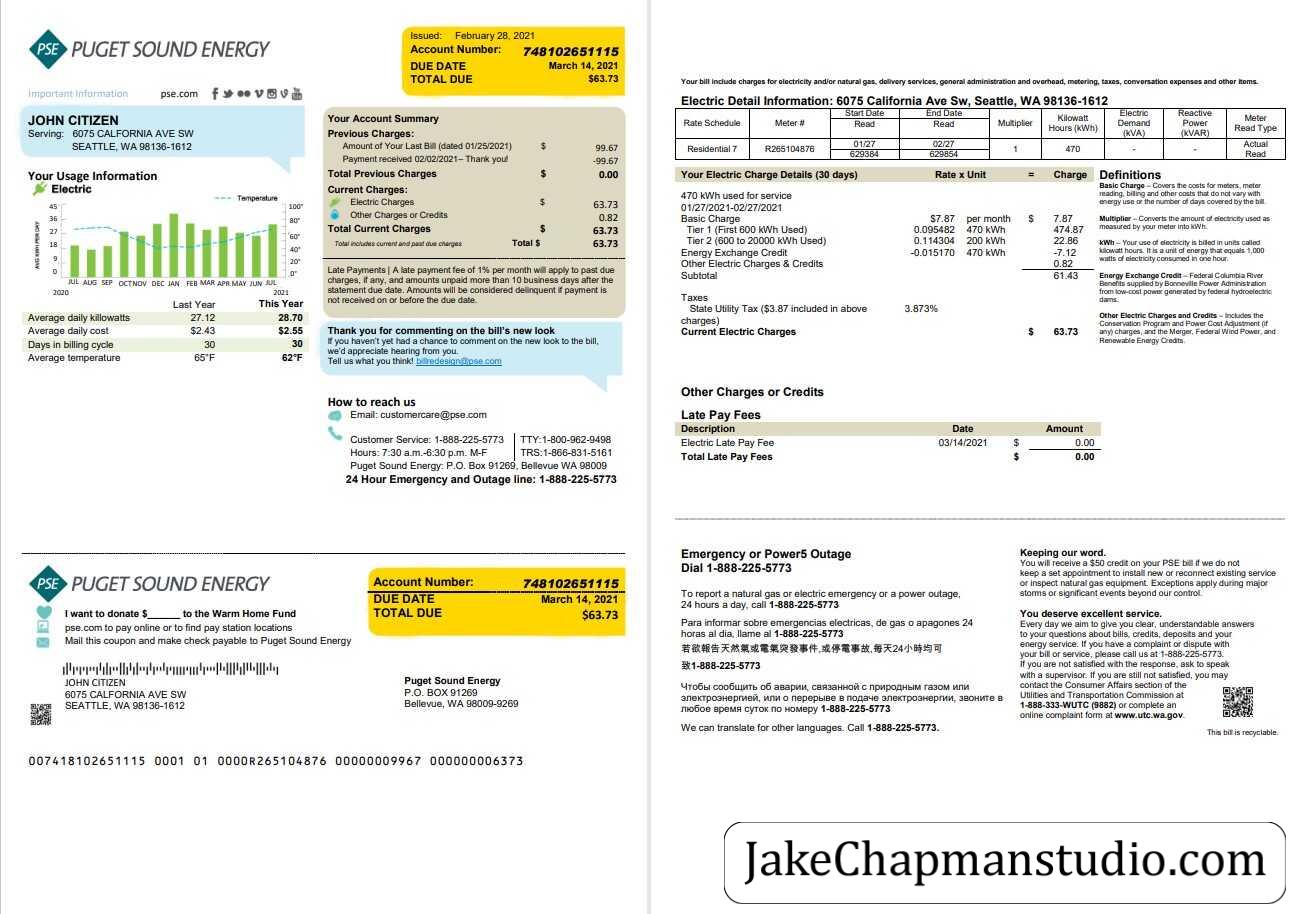 PSE PUGET SOUND ENERGY
Issued: February 28, 2021
Account Number: 748102651115
DUE DATE March 14, 2021
TOTAL DUE $63.73
Important Information pse.com
JOHN CITIZEN
Serving: 6075 CALFORNIA AVE SW
SEATTLE, WA 98136-1612
Your Usage Information
Electric
Temperature
AVG kWh PER DAY
45
36
27
18
9
0
100°
80°
60°
40°
20°
.0°
JUL AUG SEP OCT NOV DEC JAN FEB MAR APR MAY JUN JUL
2020 2021
Last Year This Year
Average daily killowatts 27.12 28.70
Average daily cost $2.43 $2.55
Days in billing cycle 30 30
Average temperature 65°F 62°F
Your Account Summary
Previous Charges:
Amount of Your Last Bill (dated 01/25/2021) $ 99.67
Payment received 02/02/2021– Thank you! -99.67
Total Previous Charges $ 0.00
Current Charges:
Electric Charges $ 63.73
Other Charges or Credits 0.82
Total Current Charges $ 63.73
Total includes current and past due charges Total $ 63.73
Late Payments | A late payment fee of 1% per month will apply to past due
charges, if any, and amounts unpaid more than 10 business days after the
statement due date. Amounts will be considered delinquent if payment is
not received on or before the due date.
Thank you for commenting on the bill's new look
If you haven't yet had a chance to comment on the new look to the bill,
we'd appreciate hearing from you.
Tell us what you think! billredesign@pse.com
How to reach us
Email: customercare@pse.com
Customer Service: 1-888-225-5773 TTY:1-800-962-9498
Hours: 7:30 a.m.-6:30 p.m. M-F TRS:1-866-831-5161
Puget Sound Energy: P.O. Box 91269, Bellevue WA 98009
24 Hour Emergency and Outage line: 1-888-225-5773
PSE PUGET SOUND ENERGY
Account Number: 748102651115
DUE DATE March 14, 2021
TOTAL DUE $63.73
I want to donate $______ to the Warm Home Fund
pse.com to pay online or to find pay station locations
Mail this coupon and make check payable to Puget Sound Energy
JOHN CITIZEN
6075 CALFORNIA AVE SW
SEATTLE, WA 98136-1612
Puget Sound Energy
P.O. BOX 91269
Bellevue, WA 98009-9269
007418102651115 0001 01 0000R265104876 00000009967 000000006373
Your bill include charges for electricity and/or natural gas, delivery services, general administration and overhead, metering, taxes, conversation expenses and other items.
Electric Detail Information: 6075 California Ave Sw, Seattle, WA 98136-1612
Rate Schedule Meter # Start Date Read End Date Read Multiplier Kilowatt Hours (kWh) Electric Demand (kVA) Reactive Power (kVAR) Meter Read Type
Residential 7 R265104876 01/27 629384 02/27 629854 1 470 - - Actual Read
Your Electric Charge Details (30 days) Rate x Unit = Charge
470 kWh used for service
01/27/2021-02/27/2021
Basic Charge $7.87 per month $ 7.87
Tier 1 (First 600 kWh Used) 0.095482 470 kWh 474.87
Tier 2 (600 to 20000 kWh Used) 0.114304 200 kWh 22.86
Energy Exchange Credit -0.015170 470 kWh -7.12
Other Electric Charges & Credits 0.82
Subtotal 61.43
Taxes
State Utility Tax ($3.87 included in above 3.873%
charges)
Current Electric Charges $ 63.73
Definitions
Basic Charge – Covers the costs for meters, meter
reading, billing and other costs that do not vary with
energy use or the number of days covered by the bill.
Multiplier – Converts the amount of electricity used as
measured by your meter into kWh.
kWh – Your use of electricity is billed in units called
kilowatt hours. It is a unit of energy that equals 1,000
watts of electricity consumed in one hour.
Energy Exchange Credit – Federal Columbia River
Benefits supplied by Bonneville Power Administration
from low-cost power generated by federal hydroelectric
dams.
Other Electric Charges and Credits – Includes the
Conservation Program and Power Cost Adjustment (if
any) charges, and the Merger, Federal Wind Power, and
Renewable Energy Credits.
Other Charges or Credits
Late Pay Fees
Description Date Amount
Electric Late Pay Fee 03/14/2021 $ 0.00
Total Late Pay Fees $ 0.00
Emergency or Power5 Outage
Dial 1-888-225-5773
To report a natural gas or electric emergency or a power outage,
24 hours a day, call 1-888-225-5773
Para informar sobre emergencias electricas, de gas o apagones 24
horas al dia, llame al 1-888-225-5773
若欲報告天然氣或電氣突發事件,或停電事故,每天24小時均可
致1-888-225-5773
Чтобы сообщить об аварии, связанной с природным газом или
электроэнергией, или о перерыве в подаче электроэнергии, звоните в
любое время суток по номеру 1-888-225-5773
We can translate for other languages. Call 1-888-225-5773.
Keeping our word.
You will receive a $50 credit on your PSE bill if we do not
keep a set appointment to install new or reconnect existing service
or inspect natural gas equipment. Exceptions apply during major
storms or significant events beyond our control.
You deserve excellent service.
Every day we aim to give you clear, understandable answers
to your questions about bills, credits, deposits and your
energy service. If you have a complaint or dispute with
your bill or service, please call us at 1-888-225-5773.
If you are not satisfied with the response, ask to speak
with a supervisor. If you are still not satisfied, you may
contact the Consumer Affairs section of the
Utilities and Transportation Commission at
1-888-333-WUTC (9882) or complete an
online complaint form at www.utc.wa.gov.
This bill is recyclable.
JakeChapmanstudio.com